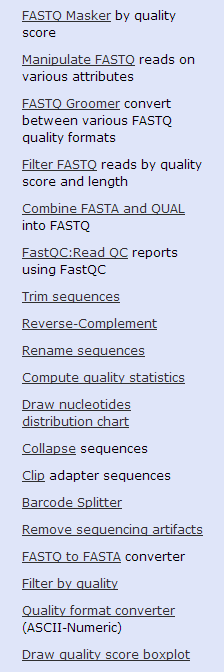 FASTQ Masker by quality
score
Manipulate FASTQ reads on
various attributes
FASTQ Groomer convert
between various FASTQ
quality formats
Filter FASTQ reads by quality
score and length
Combine FASTA and QUAL
into FASTQ
FastQC:Read QC reports
using FastQC
Trim sequences
Reverse-Complement
Rename sequences
Compute quality statistics
Draw nucleotides
distribution chart
Collapse sequences
Clip adapter sequences
Barcode Splitter
Remove sequencing artifacts
FASTQ to FASTA converter
Filter by quality
Quality format converter
(ASCII-Numeric)
Draw quality score boxplot